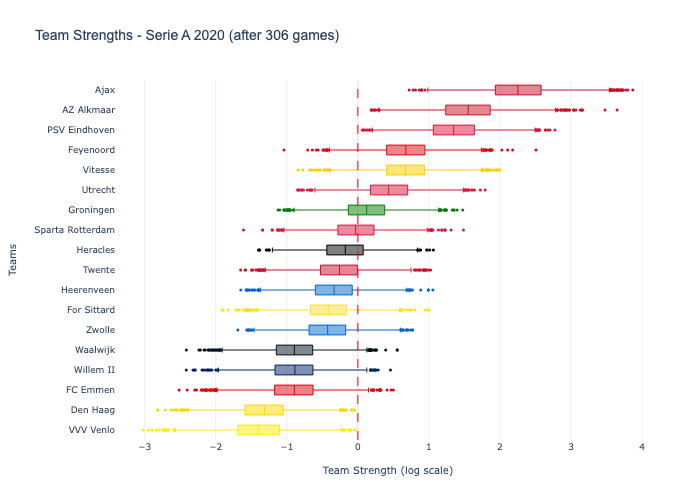 Team Strengths - Serie A 2020 (after 306 games)
Ajax
AZ Alkmaar
PSV Eindhoven
Feyenoord
Vitesse
Utrecht
Groningen
Sparta Rotterdam
Heracles
Twente
Heerenveen
For Sittard
Zwolle
Waalwijk
Willem II
FC Emmen
Den Haag
VVV Venlo
Teams
−3 −2 −1 0 1 2 3 4
Team Strength (log scale)